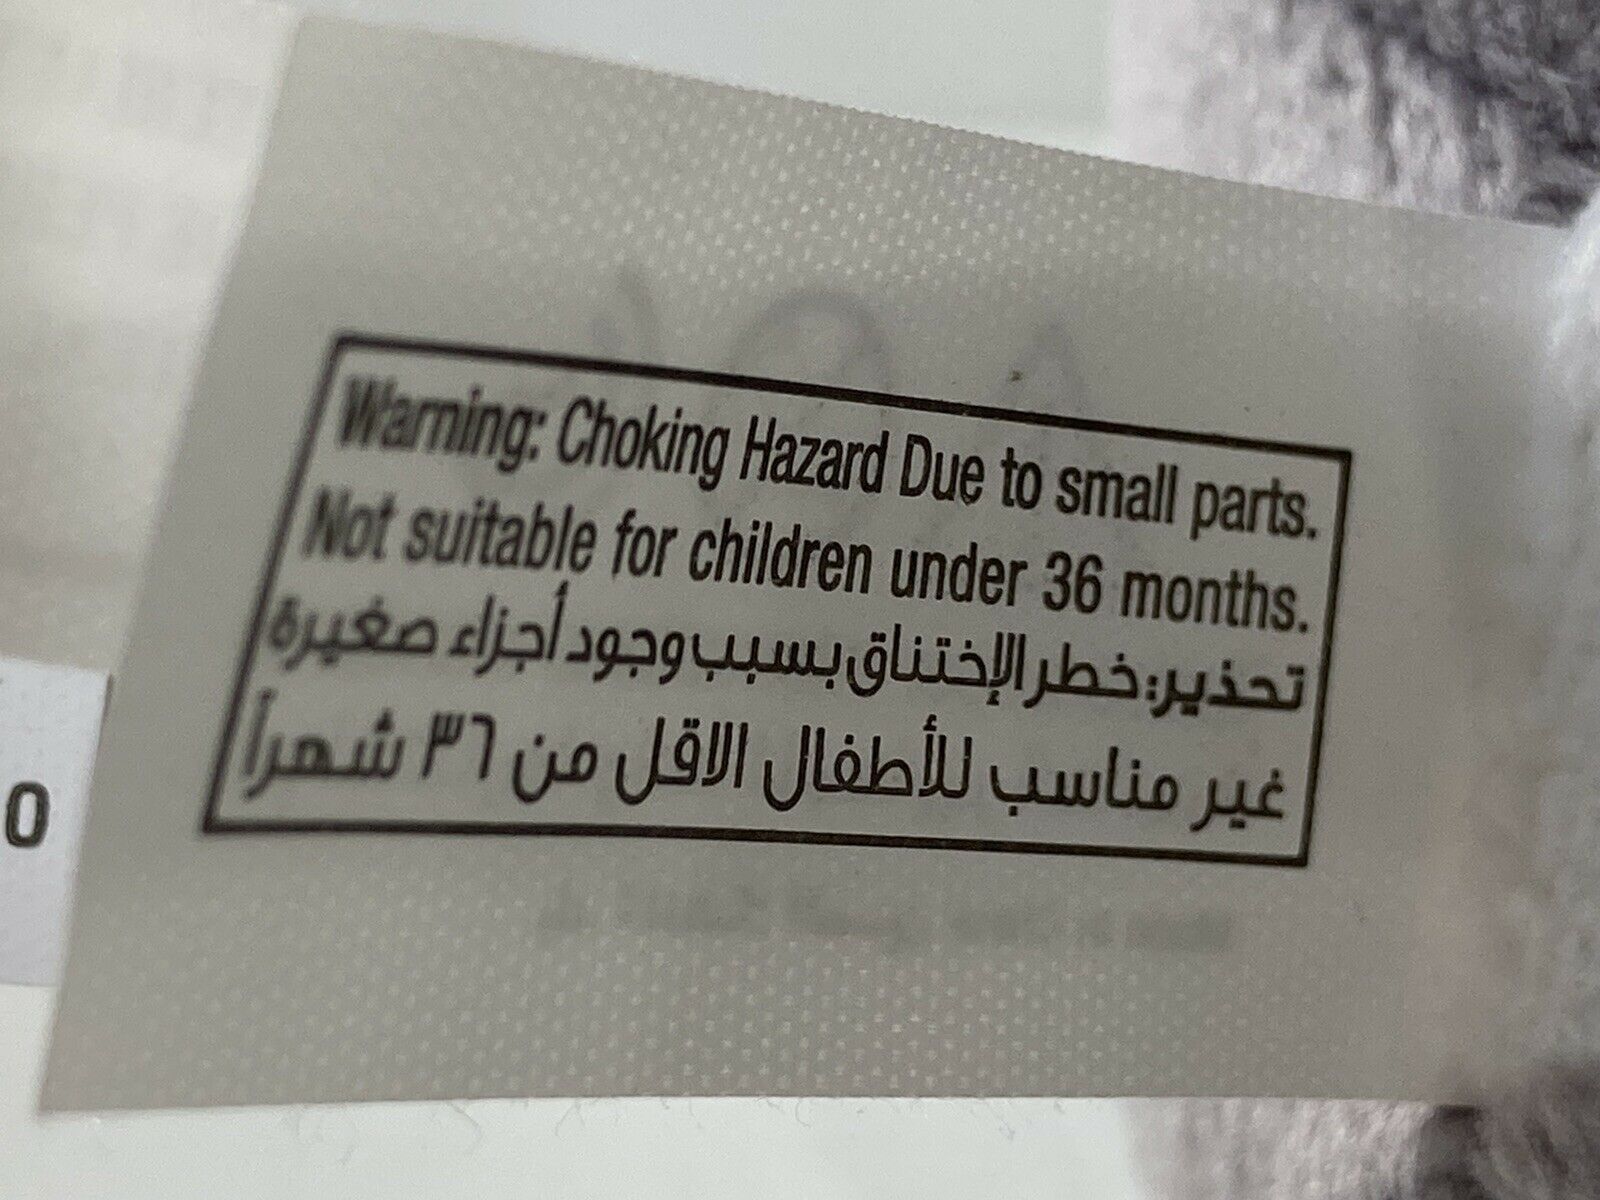 Warning: Choking Hazard Due to small parts.
Not suitable for children under 36 months.
تحذير: خطر الإختناق بسبب وجود أجزاء صغيرة
غير مناسب للأطفال الاقل من ٣٦ شهراً
0